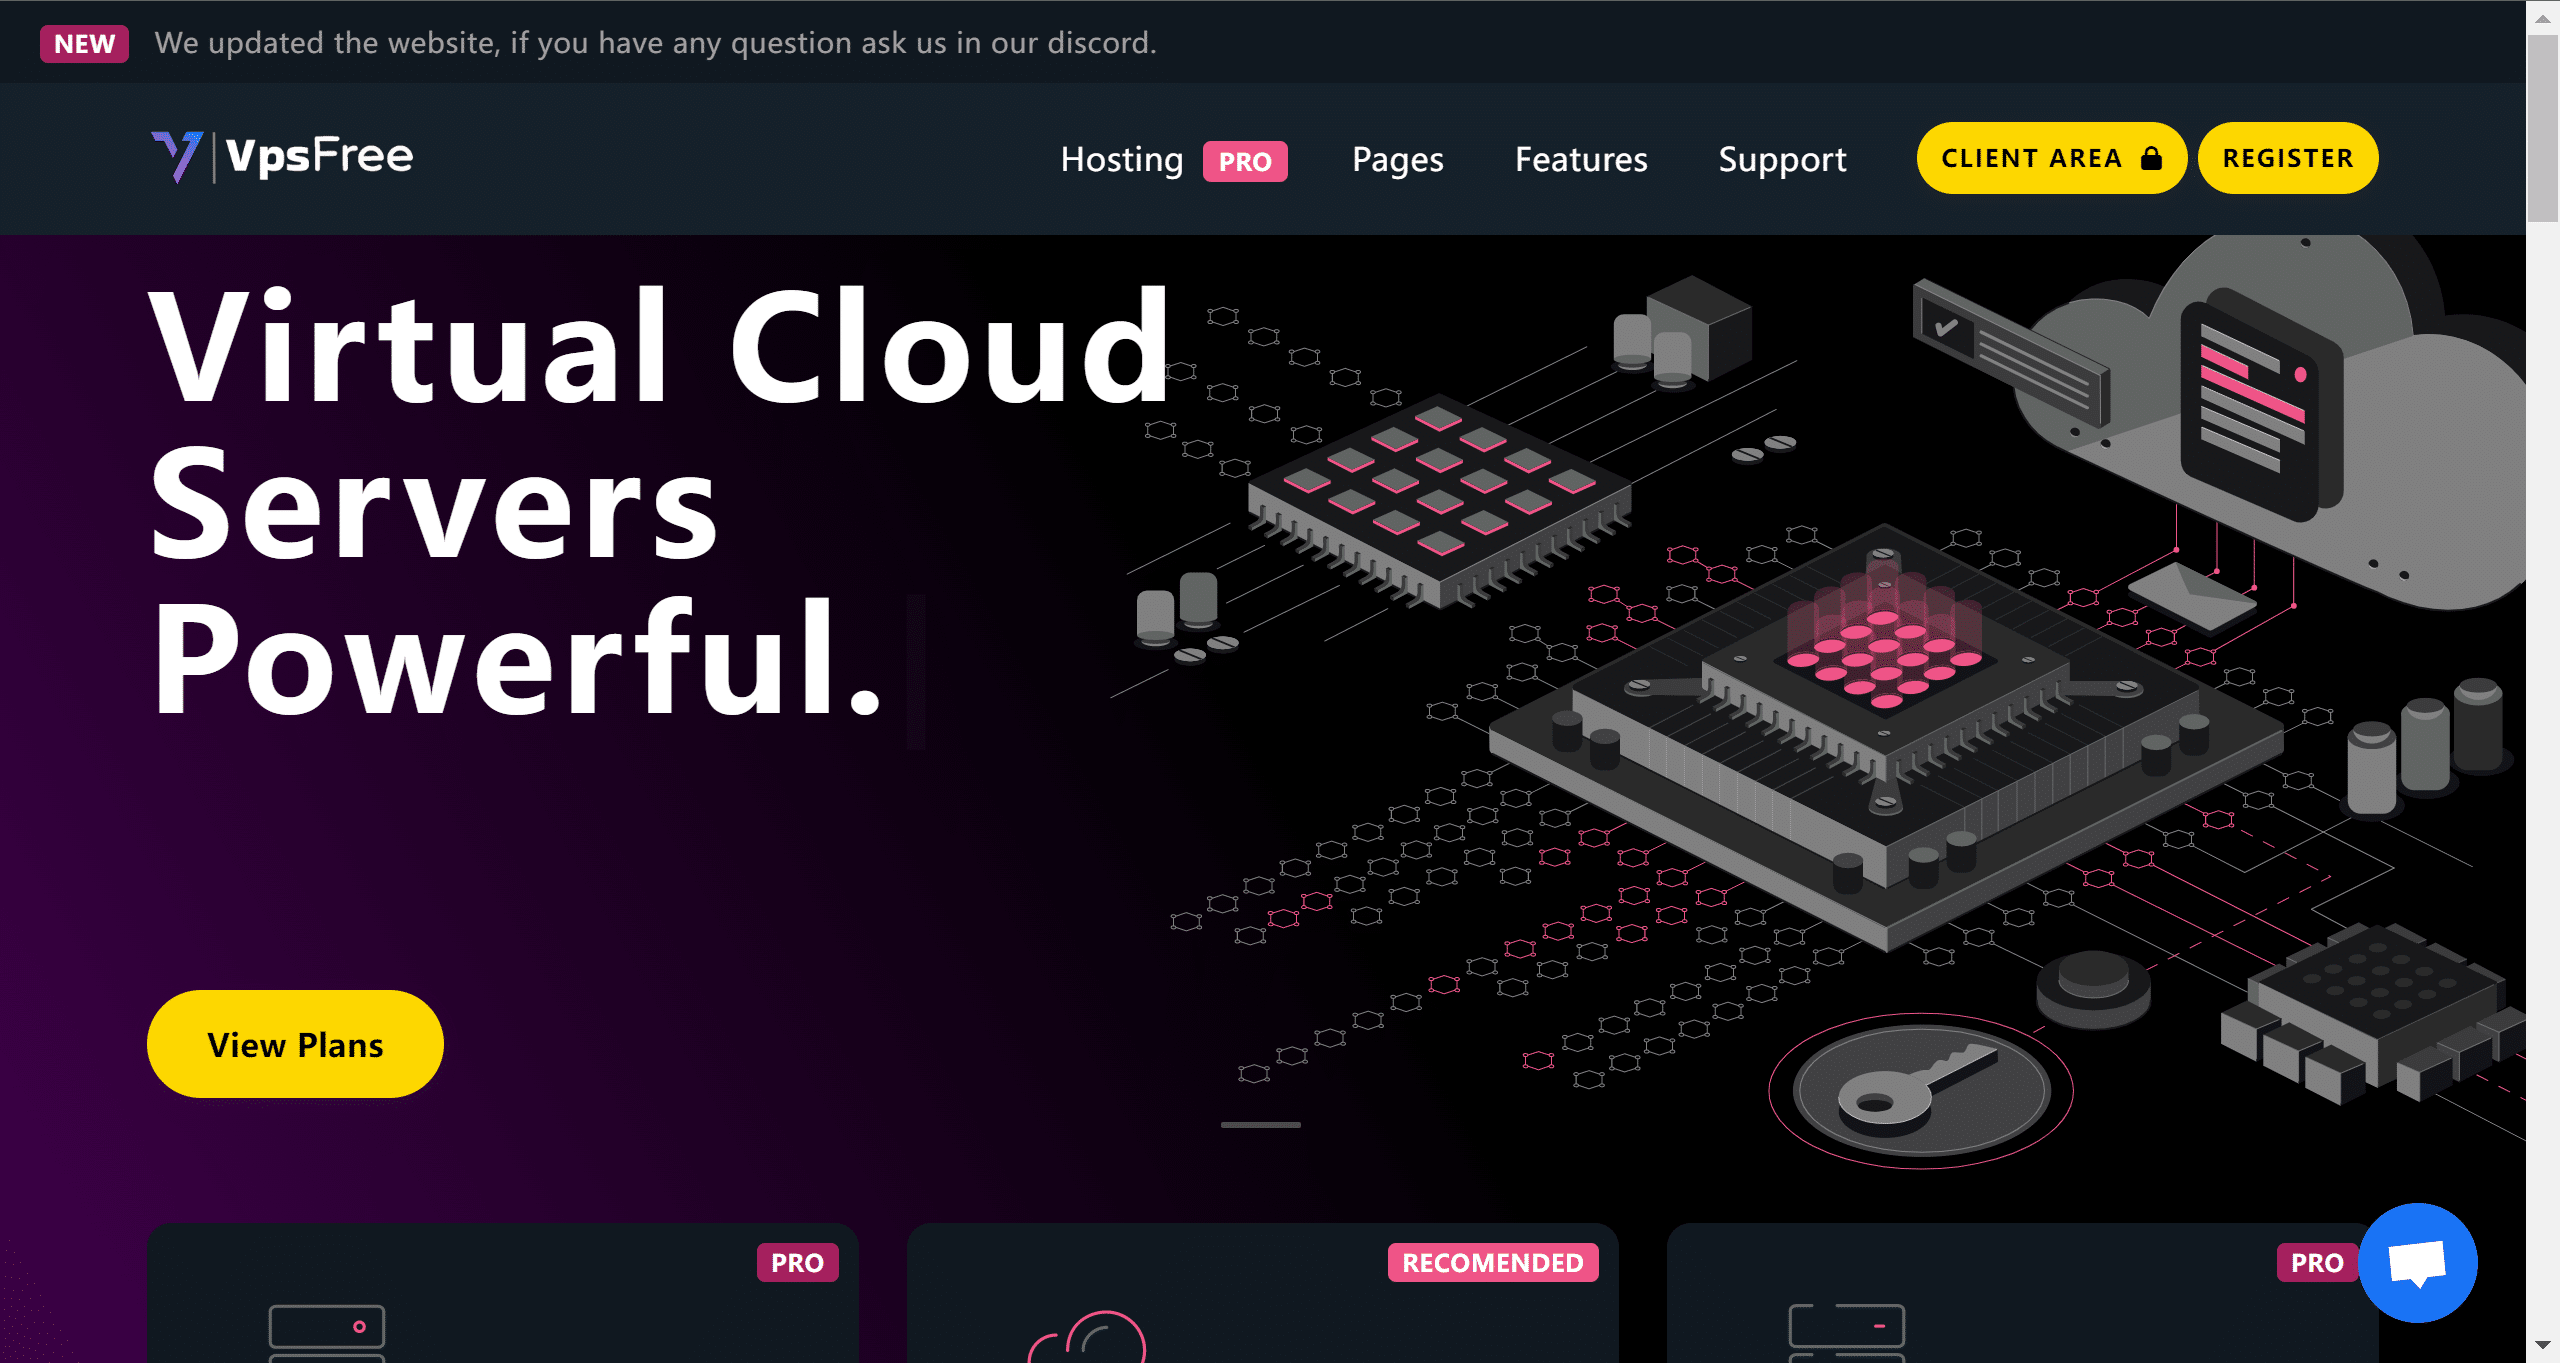 NEW We updated the website, if you have any question ask us in our discord.
VpsFree Hosting PRO Pages Features Support CLIENT AREA REGISTER
Virtual Cloud
Servers
Powerful.
View Plans
PRO RECOMENDED PRO